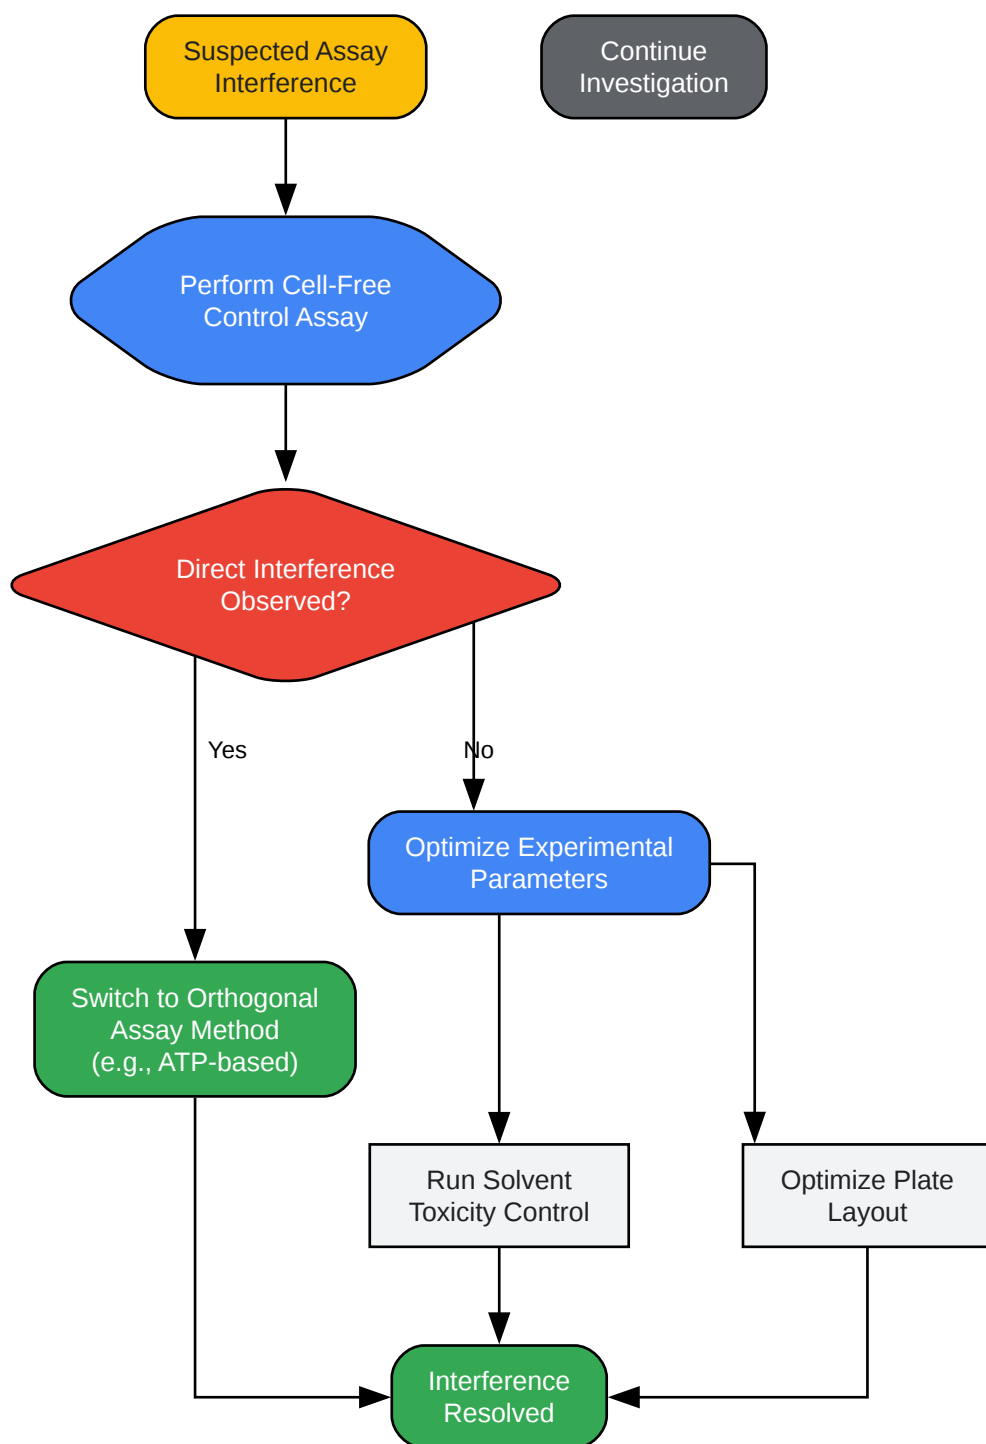 Suspected Assay
Interference
Continue
Investigation
Perform Cell-Free
Control Assay
Direct Interference
Observed?
Yes
No
Optimize Experimental
Parameters
Switch to Orthogonal
Assay Method
(e.g., ATP-based)
Run Solvent
Toxicity Control
Optimize Plate
Layout
Interference
Resolved